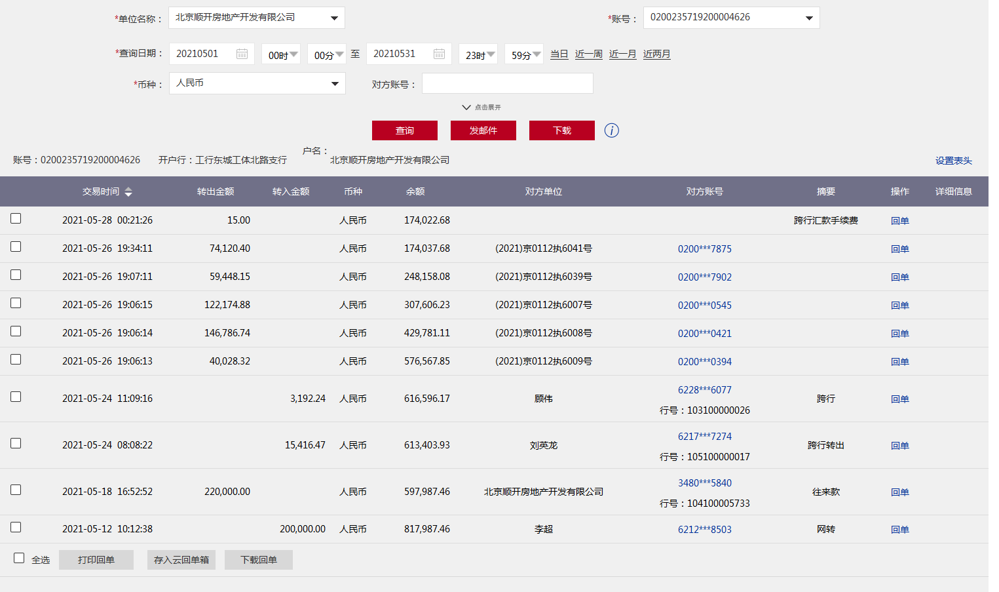 *单位名称： 北京顺开房地产开发有限公司 *账号： 0200235719200004626
*查询日期： 20210501 00时 00分 至 20210531 23时 59分 当日 近一周 近一月 近两月
*币种： 人民币 对方账号：
点击展开
查询 发邮件 下载 i
账号：0200235719200004626 开户行：工行东城工体北路支行 户名：北京顺开房地产开发有限公司 设置表头
交易时间 转出金额 转入金额 币种 余额 对方单位 对方账号 摘要 操作 详细信息
2021-05-28 00:21:26 15.00 人民币 174,022.68 跨行汇款手续费 回单
2021-05-26 19:34:11 74,120.40 人民币 174,037.68 (2021)京0112执6041号 0200***7875 回单
2021-05-26 19:07:11 59,448.15 人民币 248,158.08 (2021)京0112执6039号 0200***7902 回单
2021-05-26 19:06:15 122,174.88 人民币 307,606.23 (2021)京0112执6007号 0200***0545 回单
2021-05-26 19:06:14 146,786.74 人民币 429,781.11 (2021)京0112执6008号 0200***0421 回单
2021-05-26 19:06:13 40,028.32 人民币 576,567.85 (2021)京0112执6009号 0200***0394 回单
2021-05-24 11:09:16 3,192.24 人民币 616,596.17 顾伟 6228***6077 跨行 回单
行号：103100000026
2021-05-24 08:08:22 15,416.47 人民币 613,403.93 刘英龙 6217***7274 跨行转出 回单
行号：105100000017
2021-05-18 16:52:52 220,000.00 人民币 597,987.46 北京顺开房地产开发有限公司 3480***5840 往来款 回单
行号：104100005733
2021-05-12 10:12:38 200,000.00 人民币 817,987.46 李超 6212***8503 网转 回单
全选 打印回单 存入云回单箱 下载回单